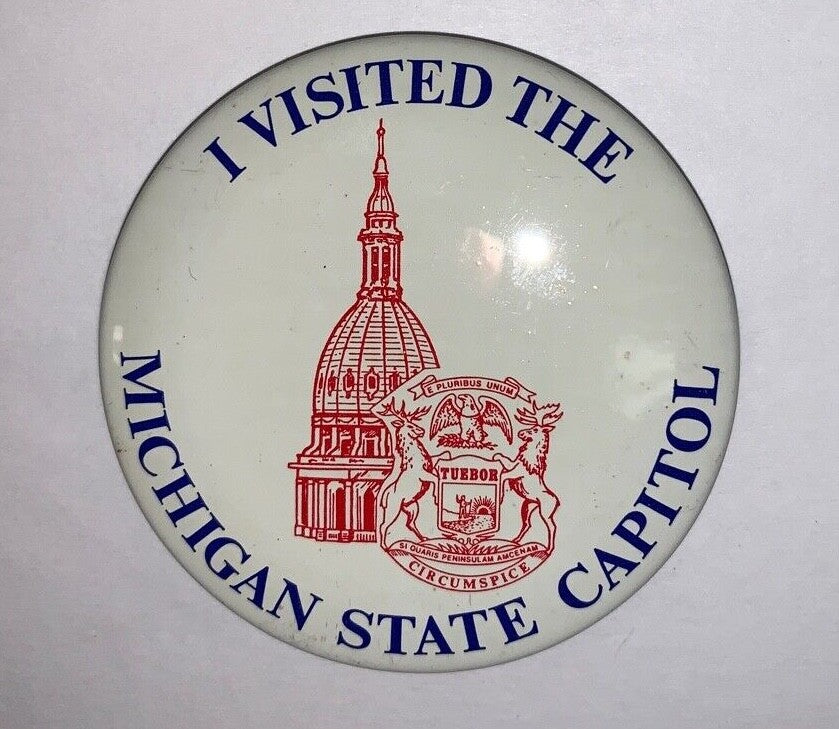 I VISITED THE
MICHIGAN STATE CAPITOL
E PLURIBUS UNUM
TUEBOR
SI QUARIS PENINSULAM AMCENAM
CIRCUMSPICE